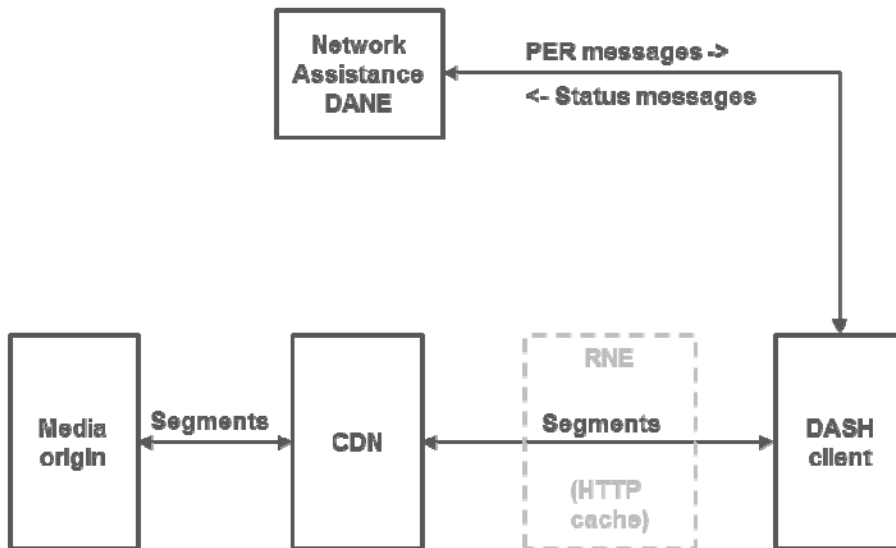 Network
Assistance
DANE
PER messages ->
<- Status messages
RNE
Media
origin
Segments
CDN
Segments
DASH
client
(HTTP
cache)